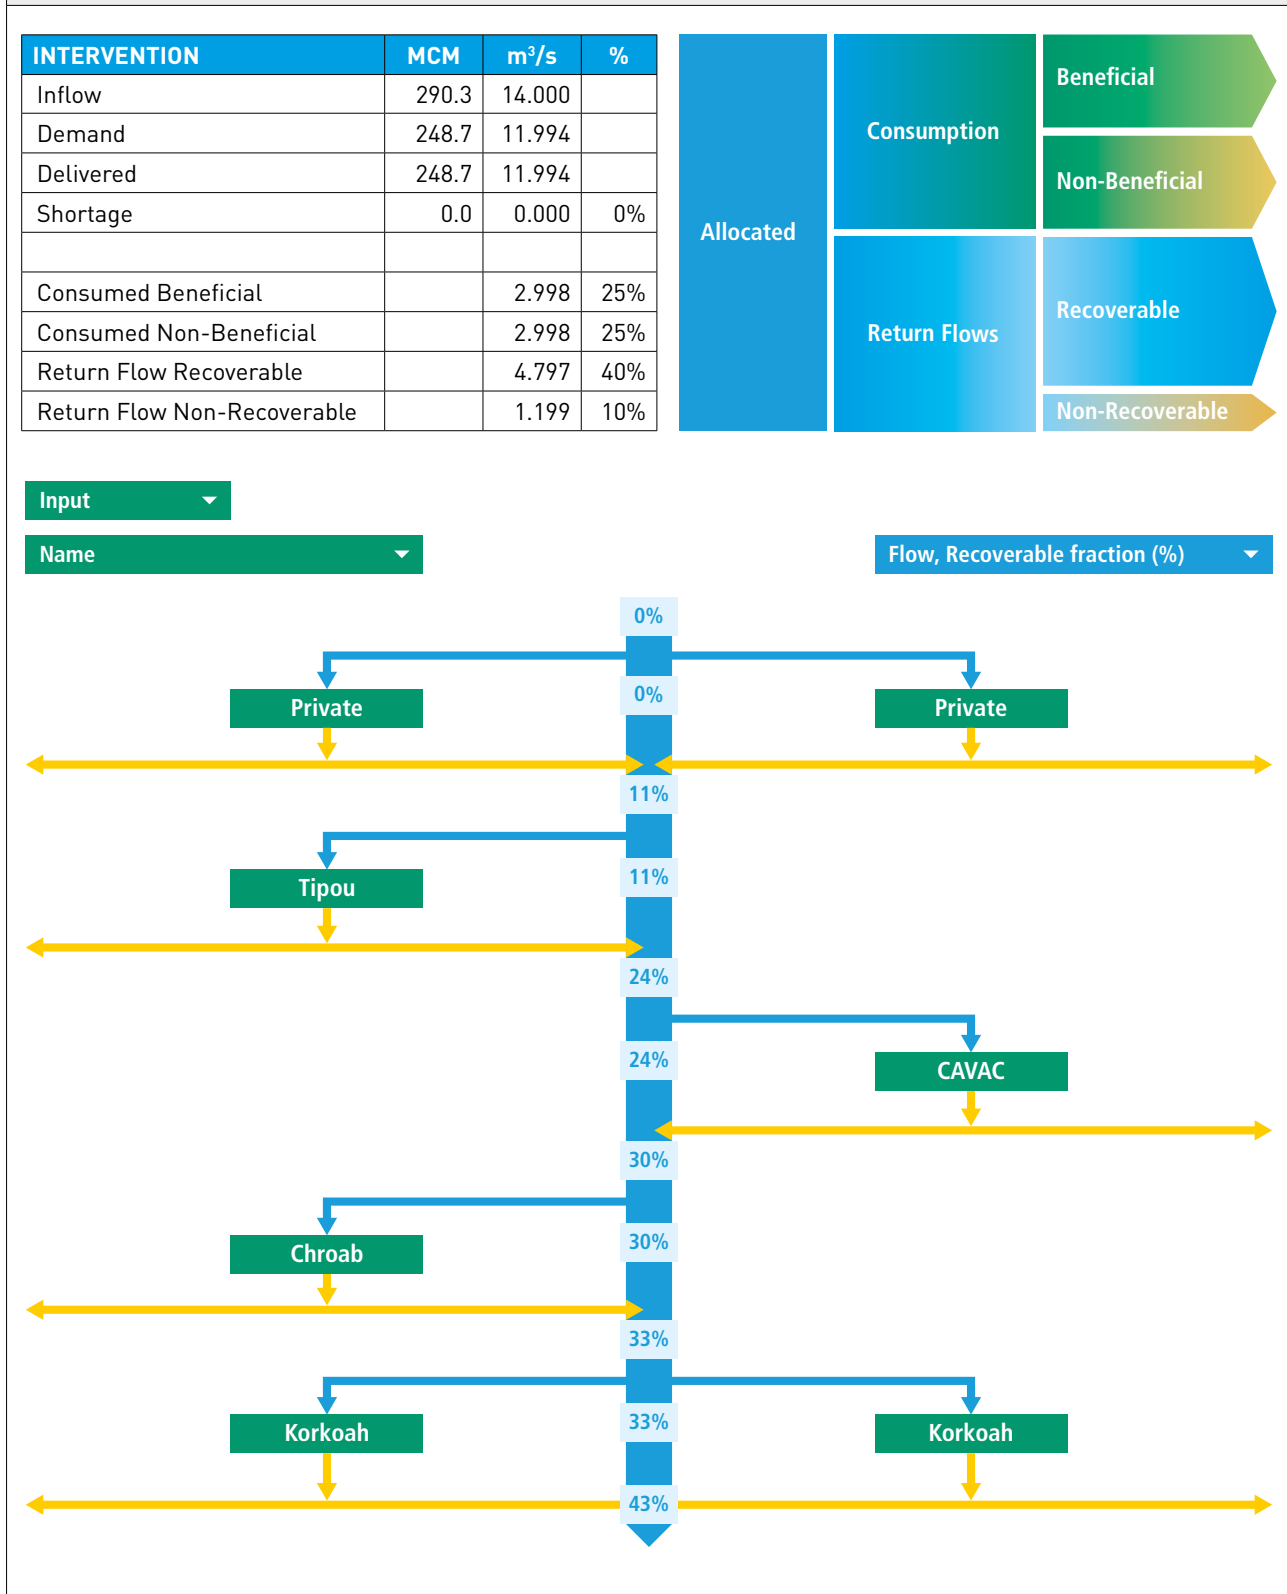 INTERVENTION MCM m³/s %
Inflow 290.3 14.000
Demand 248.7 11.994
Delivered 248.7 11.994
Shortage 0.0 0.000 0%
Consumed Beneficial 2.998 25%
Consumed Non-Beneficial 2.998 25%
Return Flow Recoverable 4.797 40%
Return Flow Non-Recoverable 1.199 10%
Allocated
Consumption
Return Flows
Beneficial
Non-Beneficial
Recoverable
Non-Recoverable
Input
Name
Flow, Recoverable fraction (%)
0%
Private
0%
Private
11%
Tipou
11%
24%
24%
CAVAC
30%
Chroab
30%
33%
Korkoah
33%
Korkoah
43%